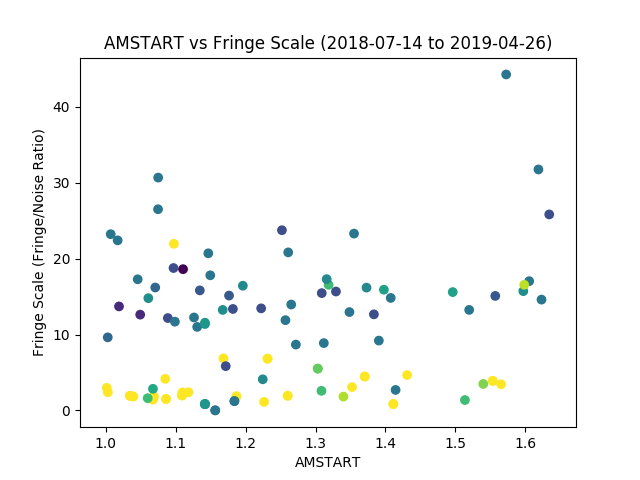 AMSTART vs Fringe Scale (2018-07-14 to 2019-04-26)
Fringe Scale (Fringe/Noise Ratio)
40
30
20
10
0
1.0 1.1 1.2 1.3 1.4 1.5 1.6
AMSTART